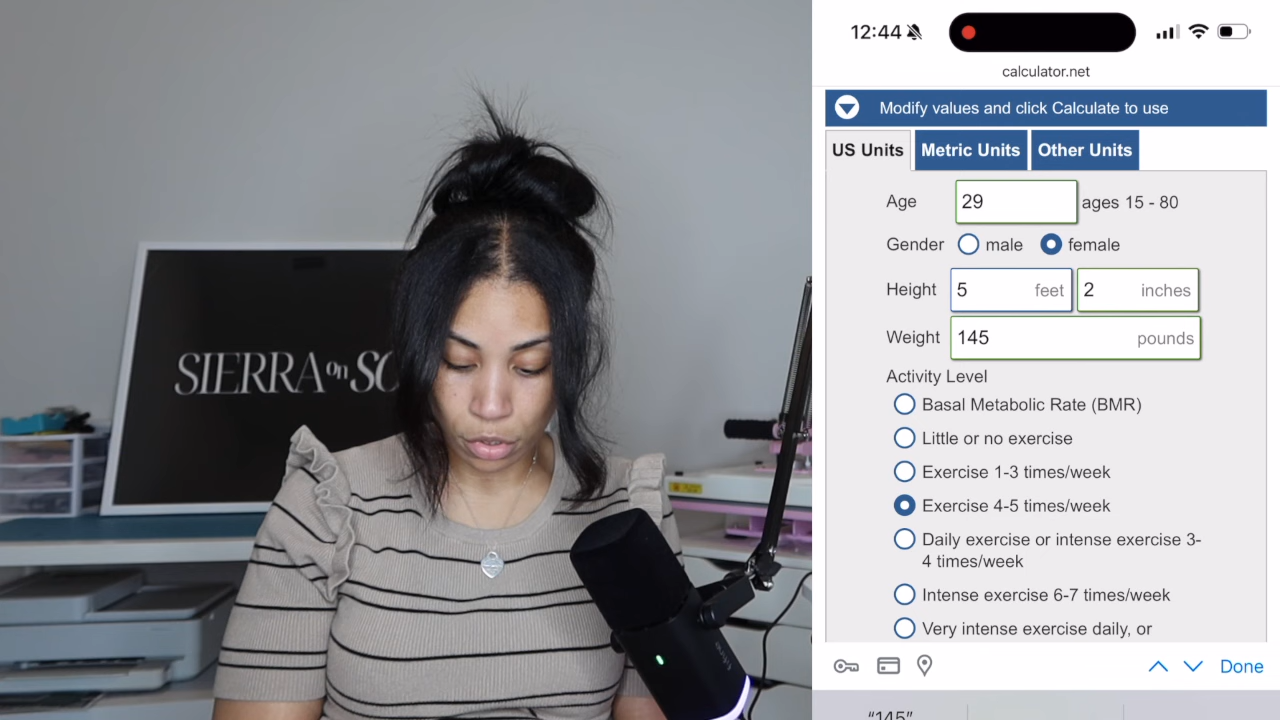 SIERRA on SO
12:44
calculator.net
Modify values and click Calculate to use
US Units Metric Units Other Units
Age 29 ages 15 - 80
Gender male female
Height 5 feet 2 inches
Weight 145 pounds
Activity Level
Basal Metabolic Rate (BMR)
Little or no exercise
Exercise 1-3 times/week
Exercise 4-5 times/week
Daily exercise or intense exercise 3-
4 times/week
Intense exercise 6-7 times/week
Very intense exercise daily, or
Done
"145"